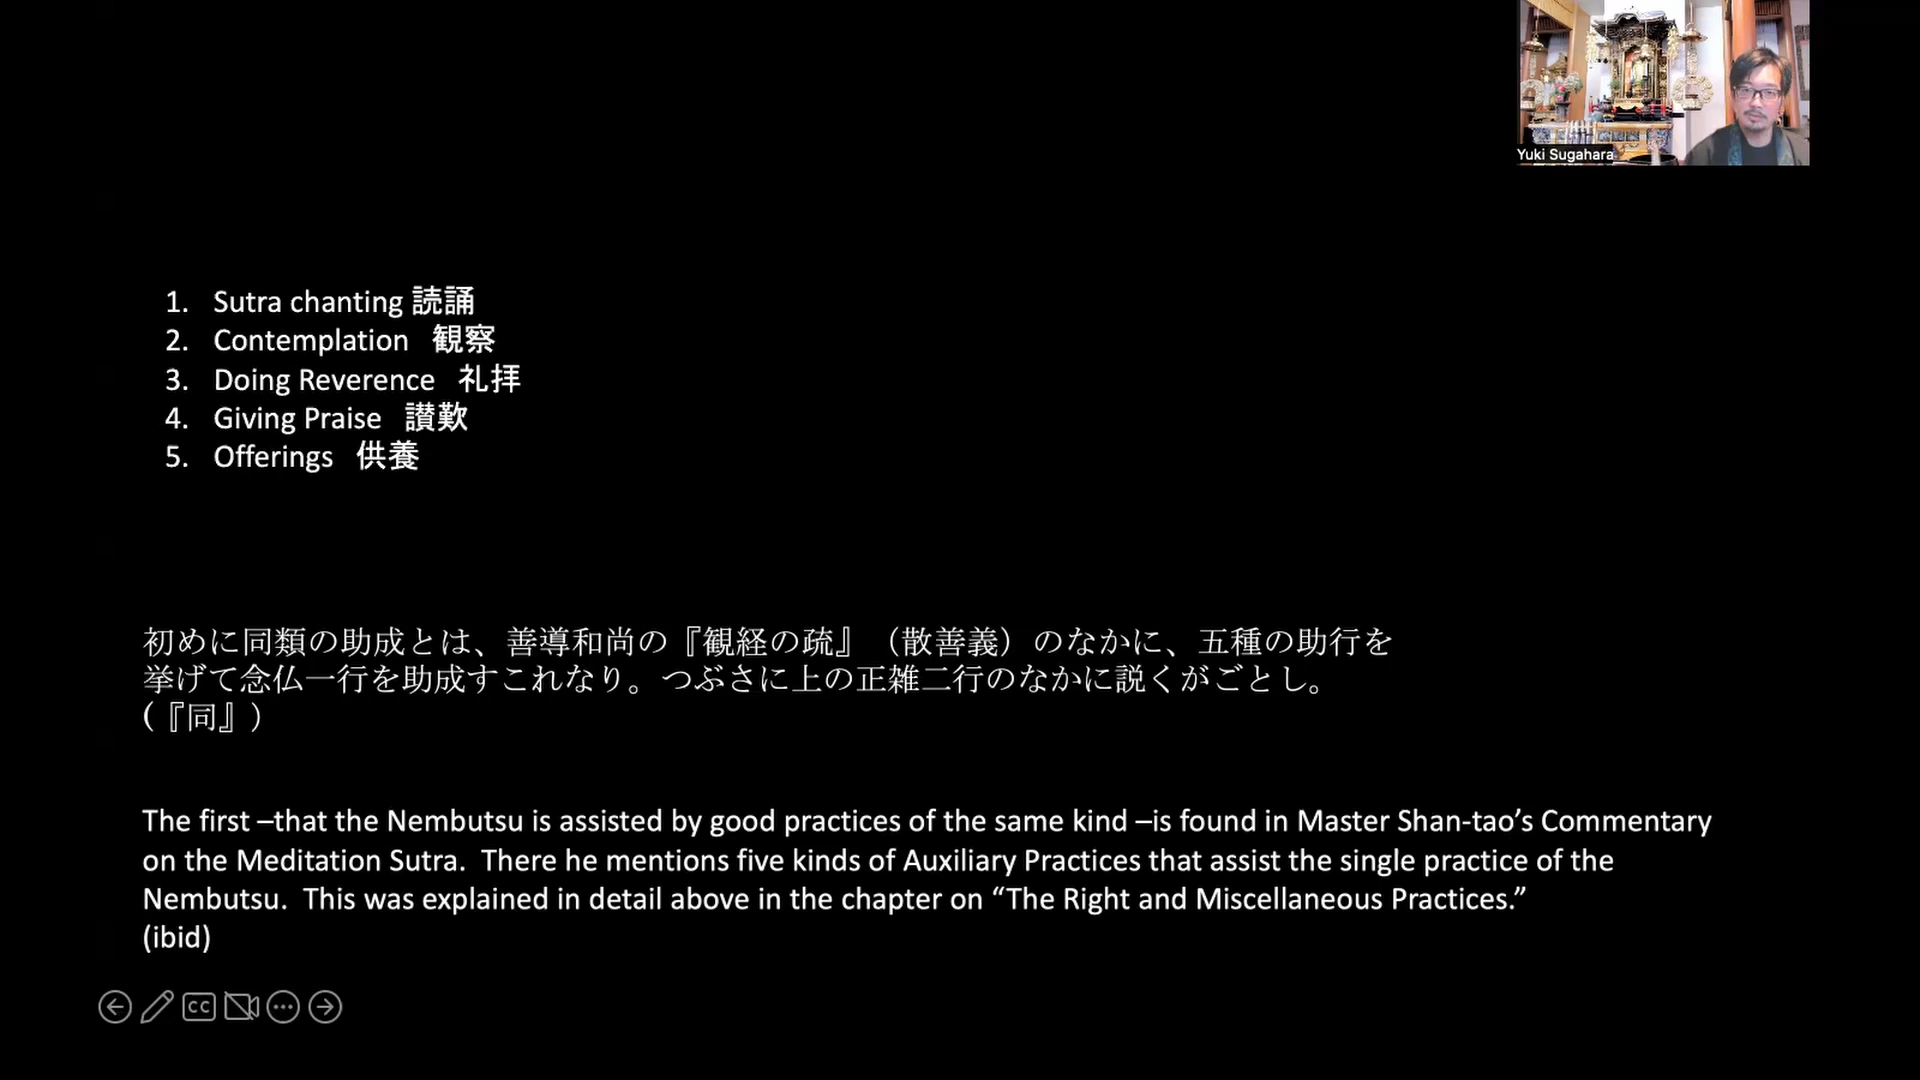 Yuki Sugahara
1. Sutra chanting 読誦
2. Contemplation 観察
3. Doing Reverence 礼拝
4. Giving Praise 讃歎
5. Offerings 供養
初めに同類の助成とは、善導和尚の『観経の疏』（散善義）のなかに、五種の助行を
挙げて念仏一行を助成すこれなり。つぶさに上の正雑二行のなかに説くがごとし。
(『同』）
The first –that the Nembutsu is assisted by good practices of the same kind –is found in Master Shan-tao’s Commentary
on the Meditation Sutra.  There he mentions five kinds of Auxiliary Practices that assist the single practice of the
Nembutsu.  This was explained in detail above in the chapter on “The Right and Miscellaneous Practices.”
(ibid)
CC